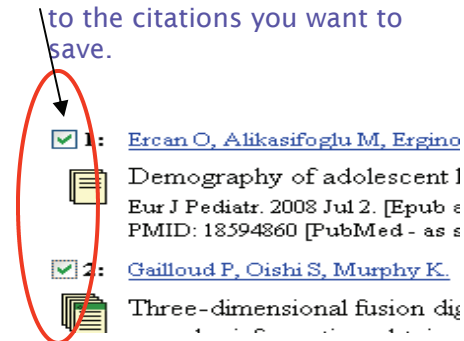 to the citations you want to
save.
1: Ercan O, Alikasifoglu M, Ergino
Demography of adolescent
Eur J Pediatr. 2008 Jul 2. [Epub a
PMID: 18594860 [PubMed - as s
2: Gailloud P, Oishi S, Murphy K.
Three-dimensional fusion dig